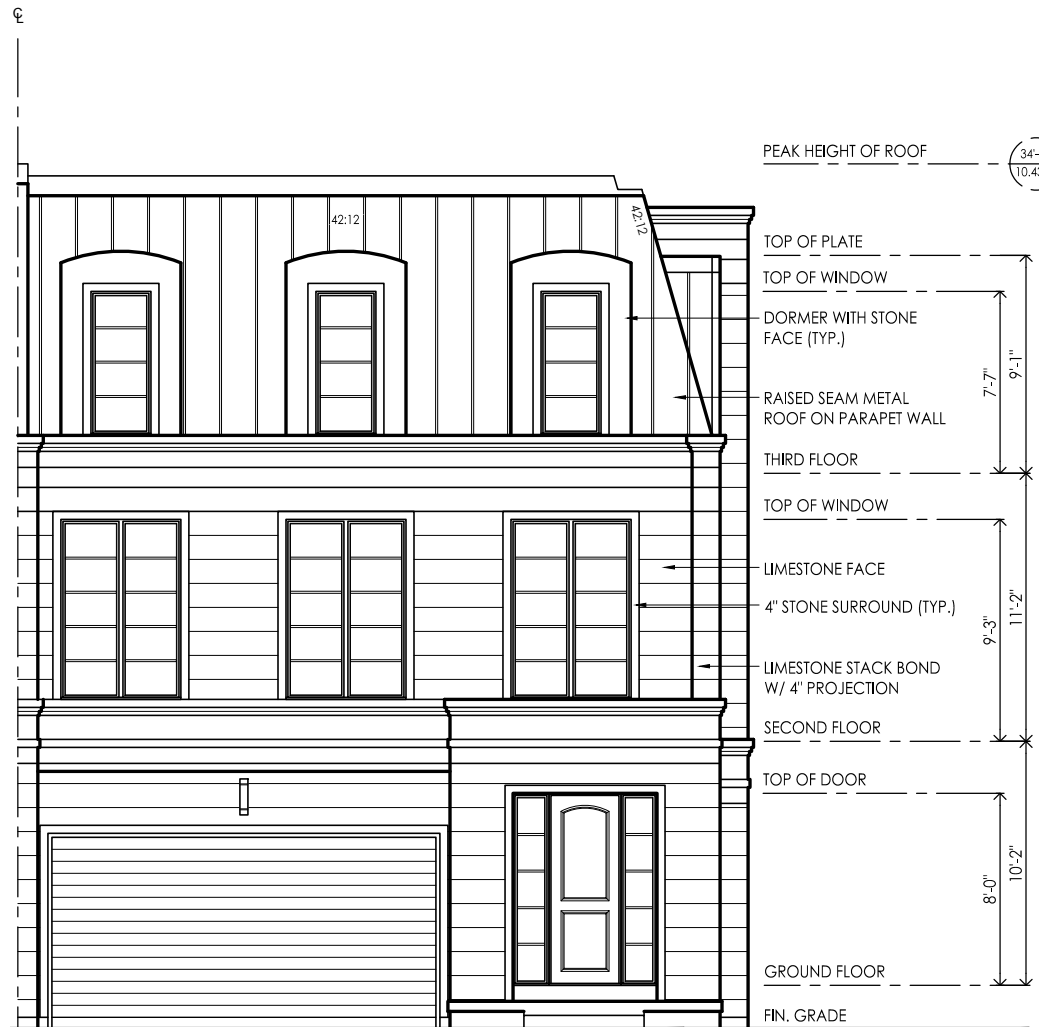 ℄
PEAK HEIGHT OF ROOF
34'-
10.43
42:12
42:12
TOP OF PLATE
TOP OF WINDOW
DORMER WITH STONE
FACE (TYP.)
7'-7"
9'-1"
RAISED SEAM METAL
ROOF ON PARAPET WALL
THIRD FLOOR
TOP OF WINDOW
LIMESTONE FACE
4" STONE SURROUND (TYP.)
9'-3"
11'-2"
LIMESTONE STACK BOND
W/ 4" PROJECTION
SECOND FLOOR
TOP OF DOOR
8'-0"
10'-2"
GROUND FLOOR
FIN. GRADE